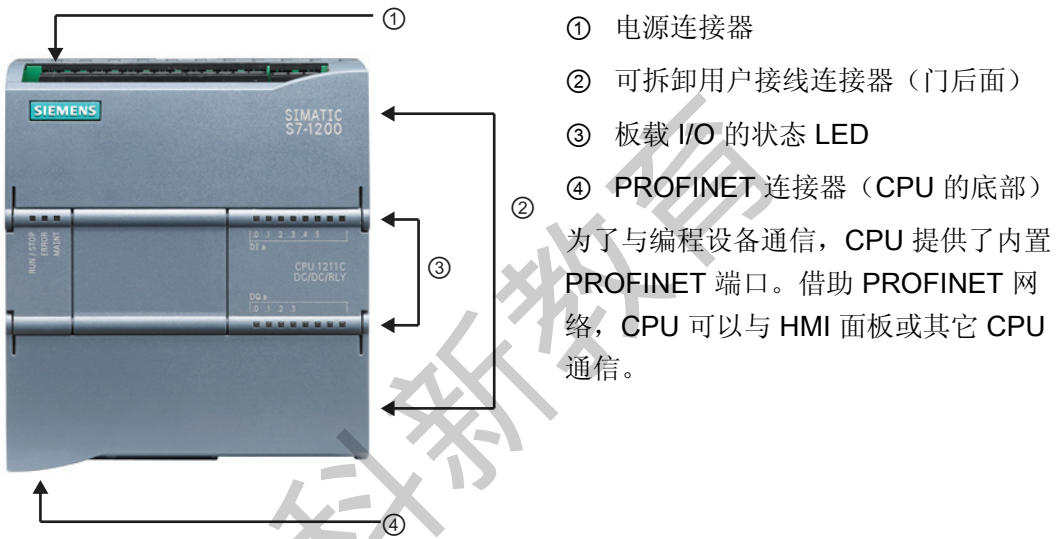 ①
SIEMENS
SIMATIC
S7-1200
②
RUN / STOP
ERROR
MAINT
.0 .1 .2 .3 .4 .5
DI a
③
CPU 1211C
DC/DC/RLY
DQ a
.0 .1 .2 .3
④
① 电源连接器
② 可拆卸用户接线连接器（门后面）
③ 板载 I/O 的状态 LED
④ PROFINET 连接器（CPU 的底部）
为了与编程设备通信，CPU 提供了内置
PROFINET 端口。借助 PROFINET 网
络，CPU 可以与 HMI 面板或其它 CPU
通信。
科新教育